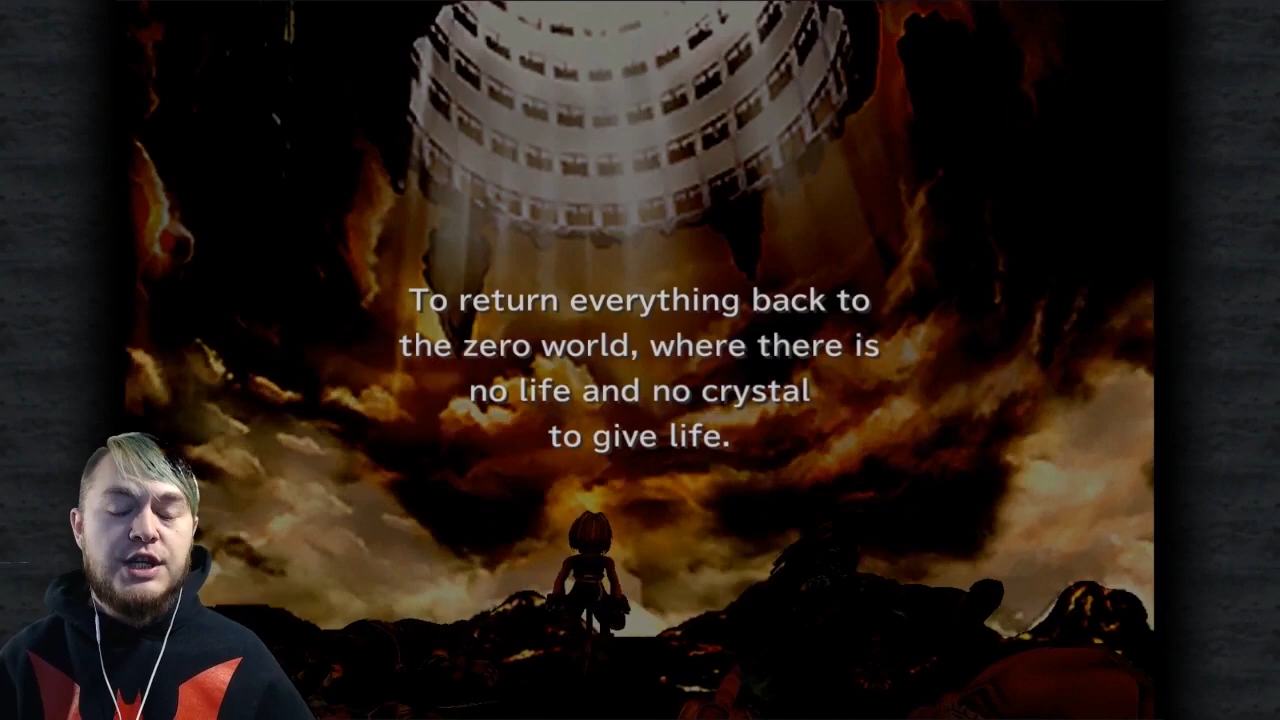 To return everything back to
the zero world, where there is
no life and no crystal
to give life.